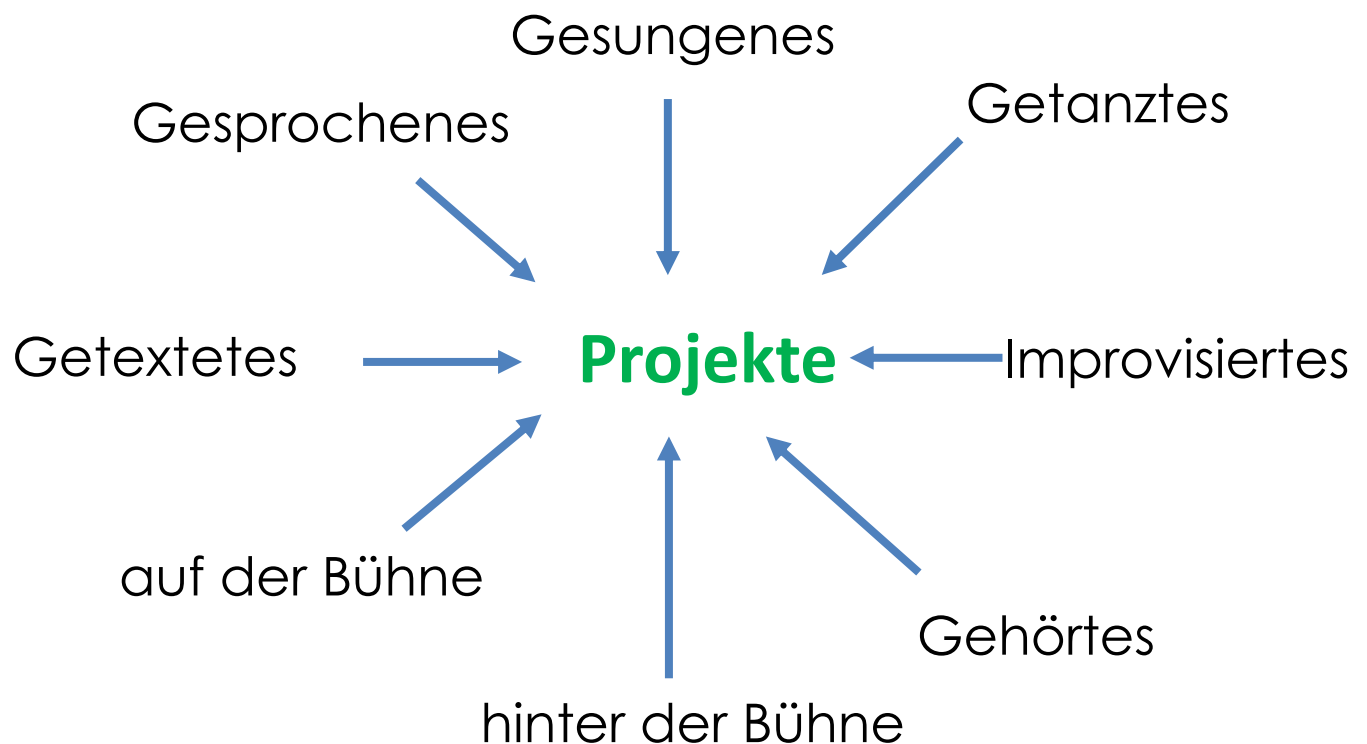 Gesungenes
Getanztes
Gesprochenes
Getextetes
Projekte
Improvisiertes
auf der Bühne
Gehörtes
hinter der Bühne